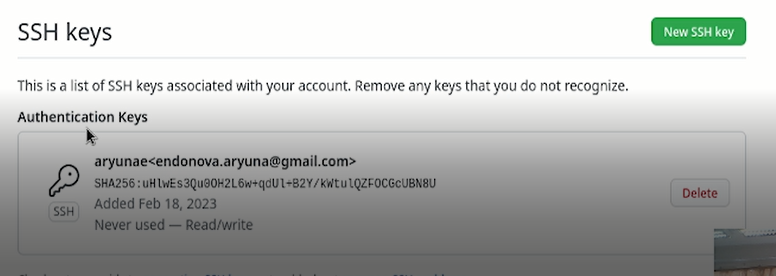 SSH keys
New SSH key
This is a list of SSH keys associated with your account. Remove any keys that you do not recognize.
Authentication Keys
aryunae<endonova.aryuna@gmail.com>
SHA256:uHlwEs3Qu0OH2L6w+qdUl+B2Y/kWtulQZFOCGcUBN8U
Added Feb 18, 2023
Never used — Read/write
SSH
Delete